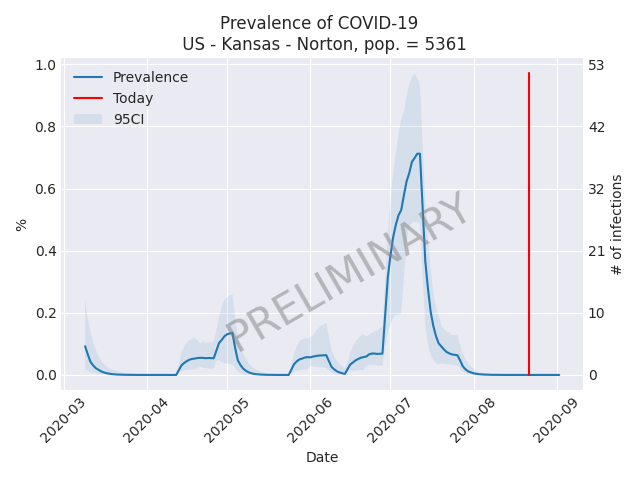 Prevalence of COVID-19
US - Kansas - Norton, pop. = 5361
Prevalence
Today
95CI
1.0
0.8
0.6
0.4
0.2
0.0
%
53
42
32
21
10
0
# of infections
PRELIMINARY
2020-03
2020-04
2020-05
2020-06
2020-07
2020-08
2020-09
Date